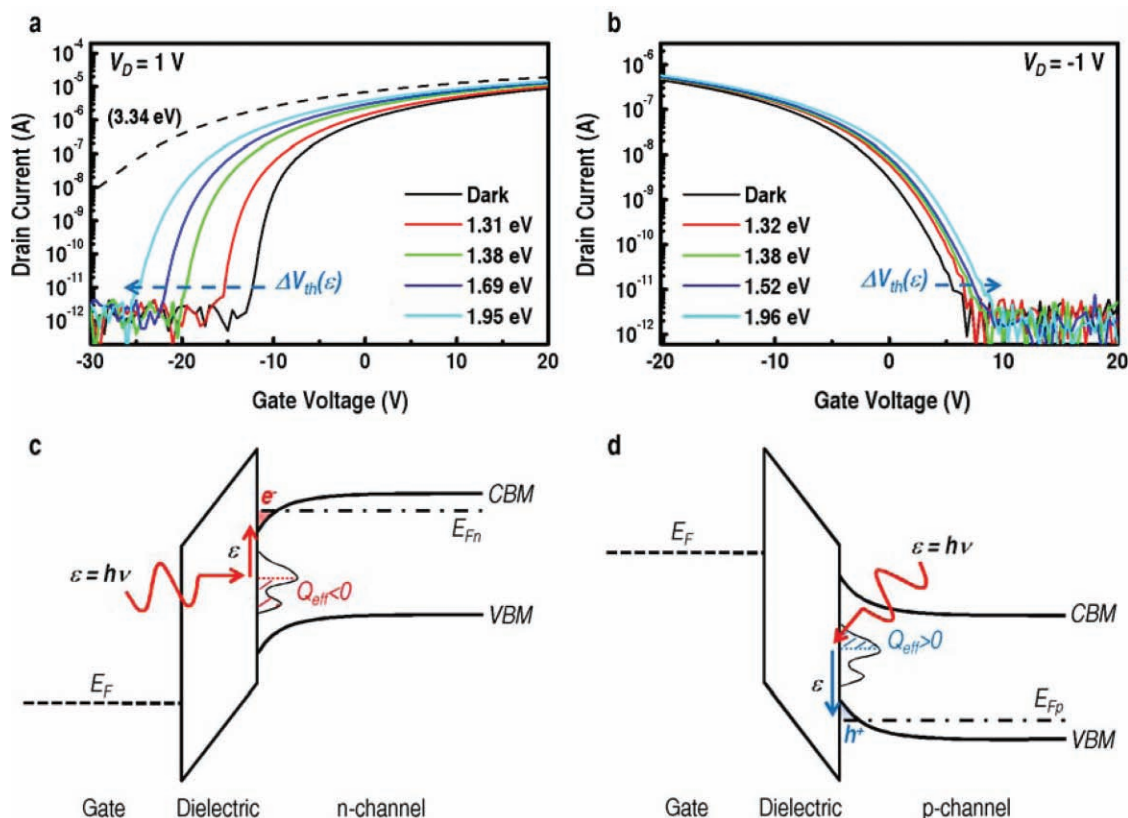 a
V_D = 1 V
(3.34 eV)
10^-4
10^-5
10^-6
10^-7
10^-8
10^-9
10^-10
10^-11
10^-12
Drain Current (A)
Dark
1.31 eV
1.38 eV
1.69 eV
1.95 eV
ΔV_th(ε)
-30 -20 -10 0 10 20
Gate Voltage (V)
b
V_D = -1 V
10^-5
10^-6
10^-7
10^-8
10^-9
10^-10
10^-11
10^-12
Drain Current (A)
Dark
1.32 eV
1.38 eV
1.52 eV
1.96 eV
ΔV_th(ε)
-20 -10 0 10 20
Gate Voltage (V)
c
e-
CBM
E_Fn
ε
ε = hν
Q_eff<0
VBM
E_F
Gate Dielectric n-channel
d
E_F
ε = hν
CBM
Q_eff>0
ε
E_Fp
h+
VBM
Gate Dielectric p-channel